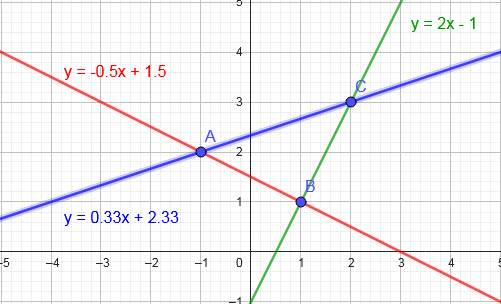 5
y = 2x - 1
4
y = -0.5x + 1.5
C
3
A
2
B
1
y = 0.33x + 2.33
-5 -4 -3 -2 -1 0 1 2 3 4 5
-1